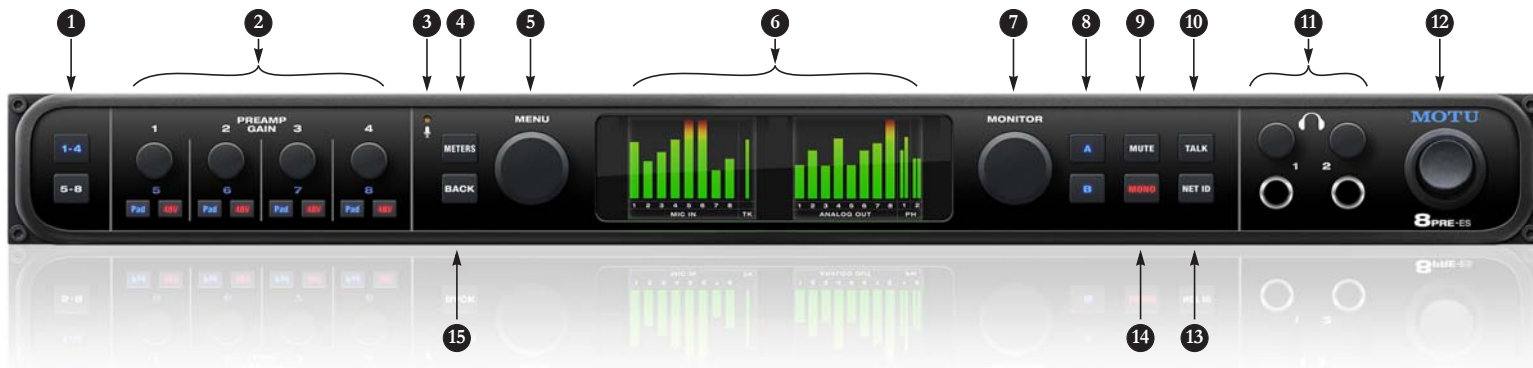 1 2 3 4 5 6 7 8 9 10 11 12
PREAMP
GAIN
1 2 3 4
1-4
5-8
5 6 7 8
Pad 48V Pad 48V Pad 48V Pad 48V
METERS
BACK
MENU
1 2 3 4 5 6 7 8
MIC IN TK
1 2 3 4 5 6 7 8 1 2
ANALOG OUT PH
MONITOR
A MUTE TALK
B MONO NET ID
1 2
MOTU
8PRE-ES
15 14 13